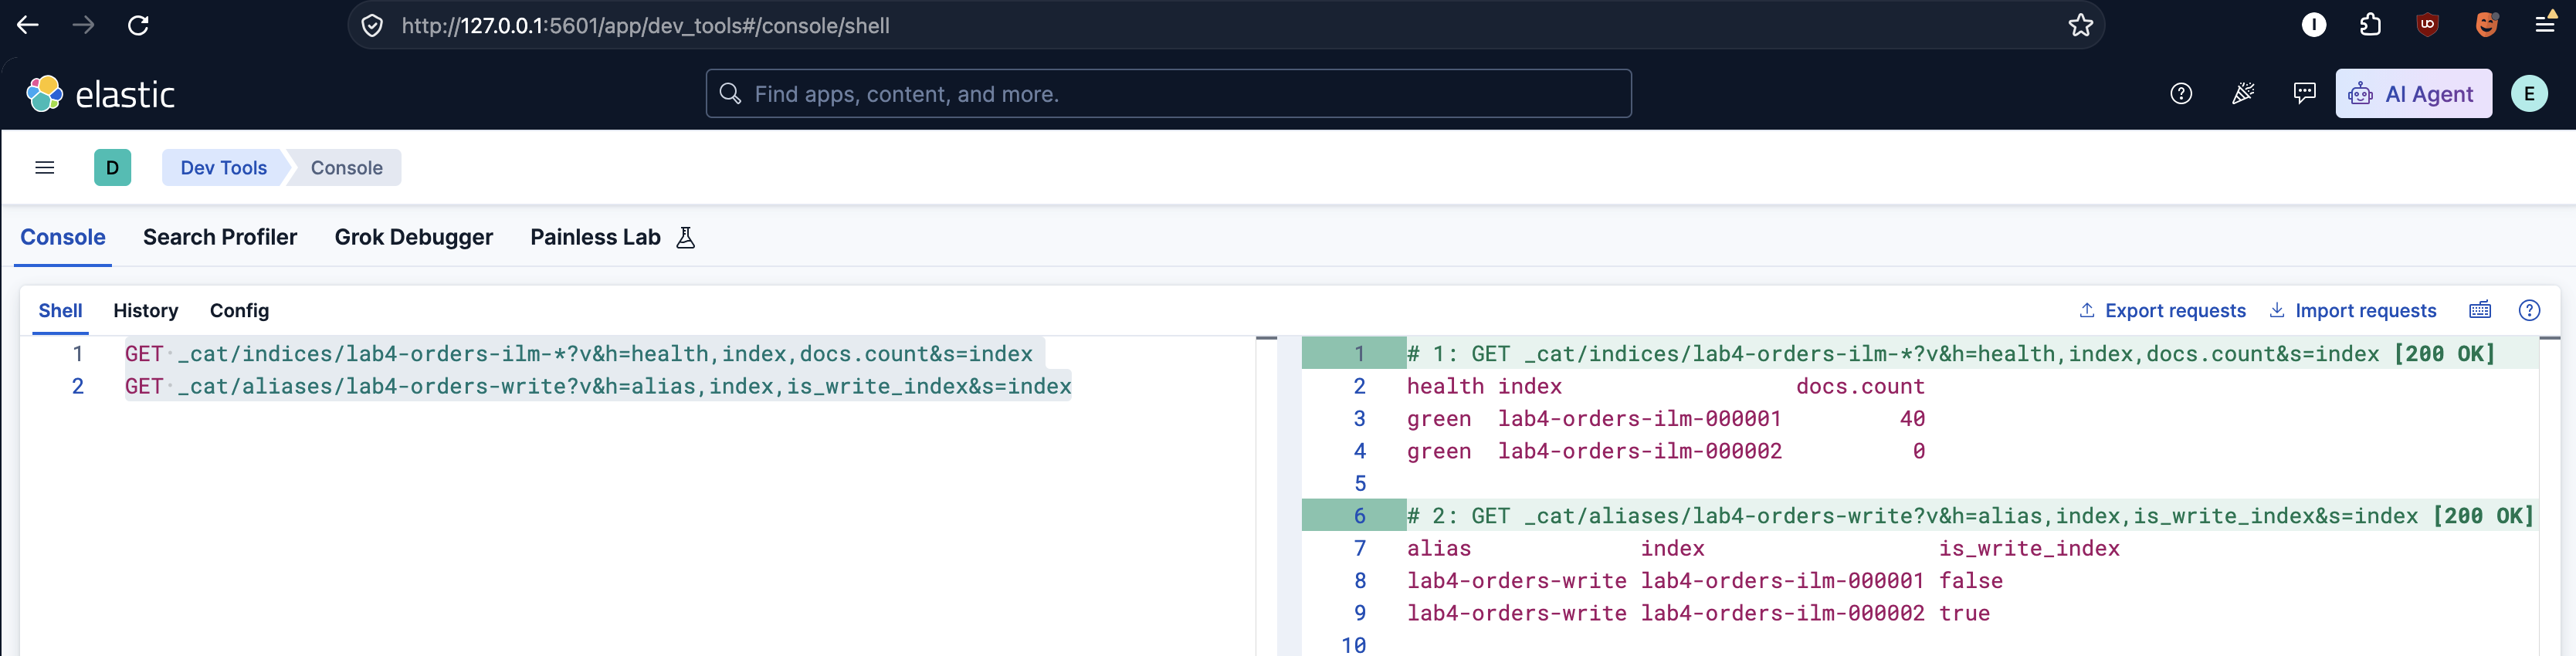 http://127.0.0.1:5601/app/dev_tools#/console/shell
elastic
Find apps, content, and more.
AI Agent
E
D
Dev Tools
Console
Console
Search Profiler
Grok Debugger
Painless Lab
Shell
History
Config
Export requests
Import requests
1 GET _cat/indices/lab4-orders-ilm-*?v&h=health,index,docs.count&s=index
2 GET _cat/aliases/lab4-orders-write?v&h=alias,index,is_write_index&s=index
1 # 1: GET _cat/indices/lab4-orders-ilm-*?v&h=health,index,docs.count&s=index [200 OK]
2 health index docs.count
3 green lab4-orders-ilm-000001 40
4 green lab4-orders-ilm-000002 0
5
6 # 2: GET _cat/aliases/lab4-orders-write?v&h=alias,index,is_write_index&s=index [200 OK]
7 alias index is_write_index
8 lab4-orders-write lab4-orders-ilm-000001 false
9 lab4-orders-write lab4-orders-ilm-000002 true
10